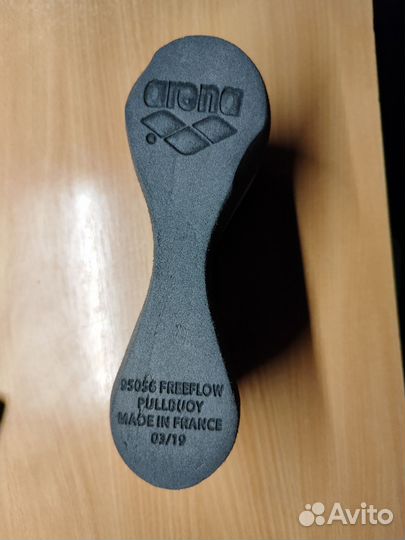 arena
95056 FREEFLOW
PULLBUOY
MADE IN FRANCE
03/19
Avito